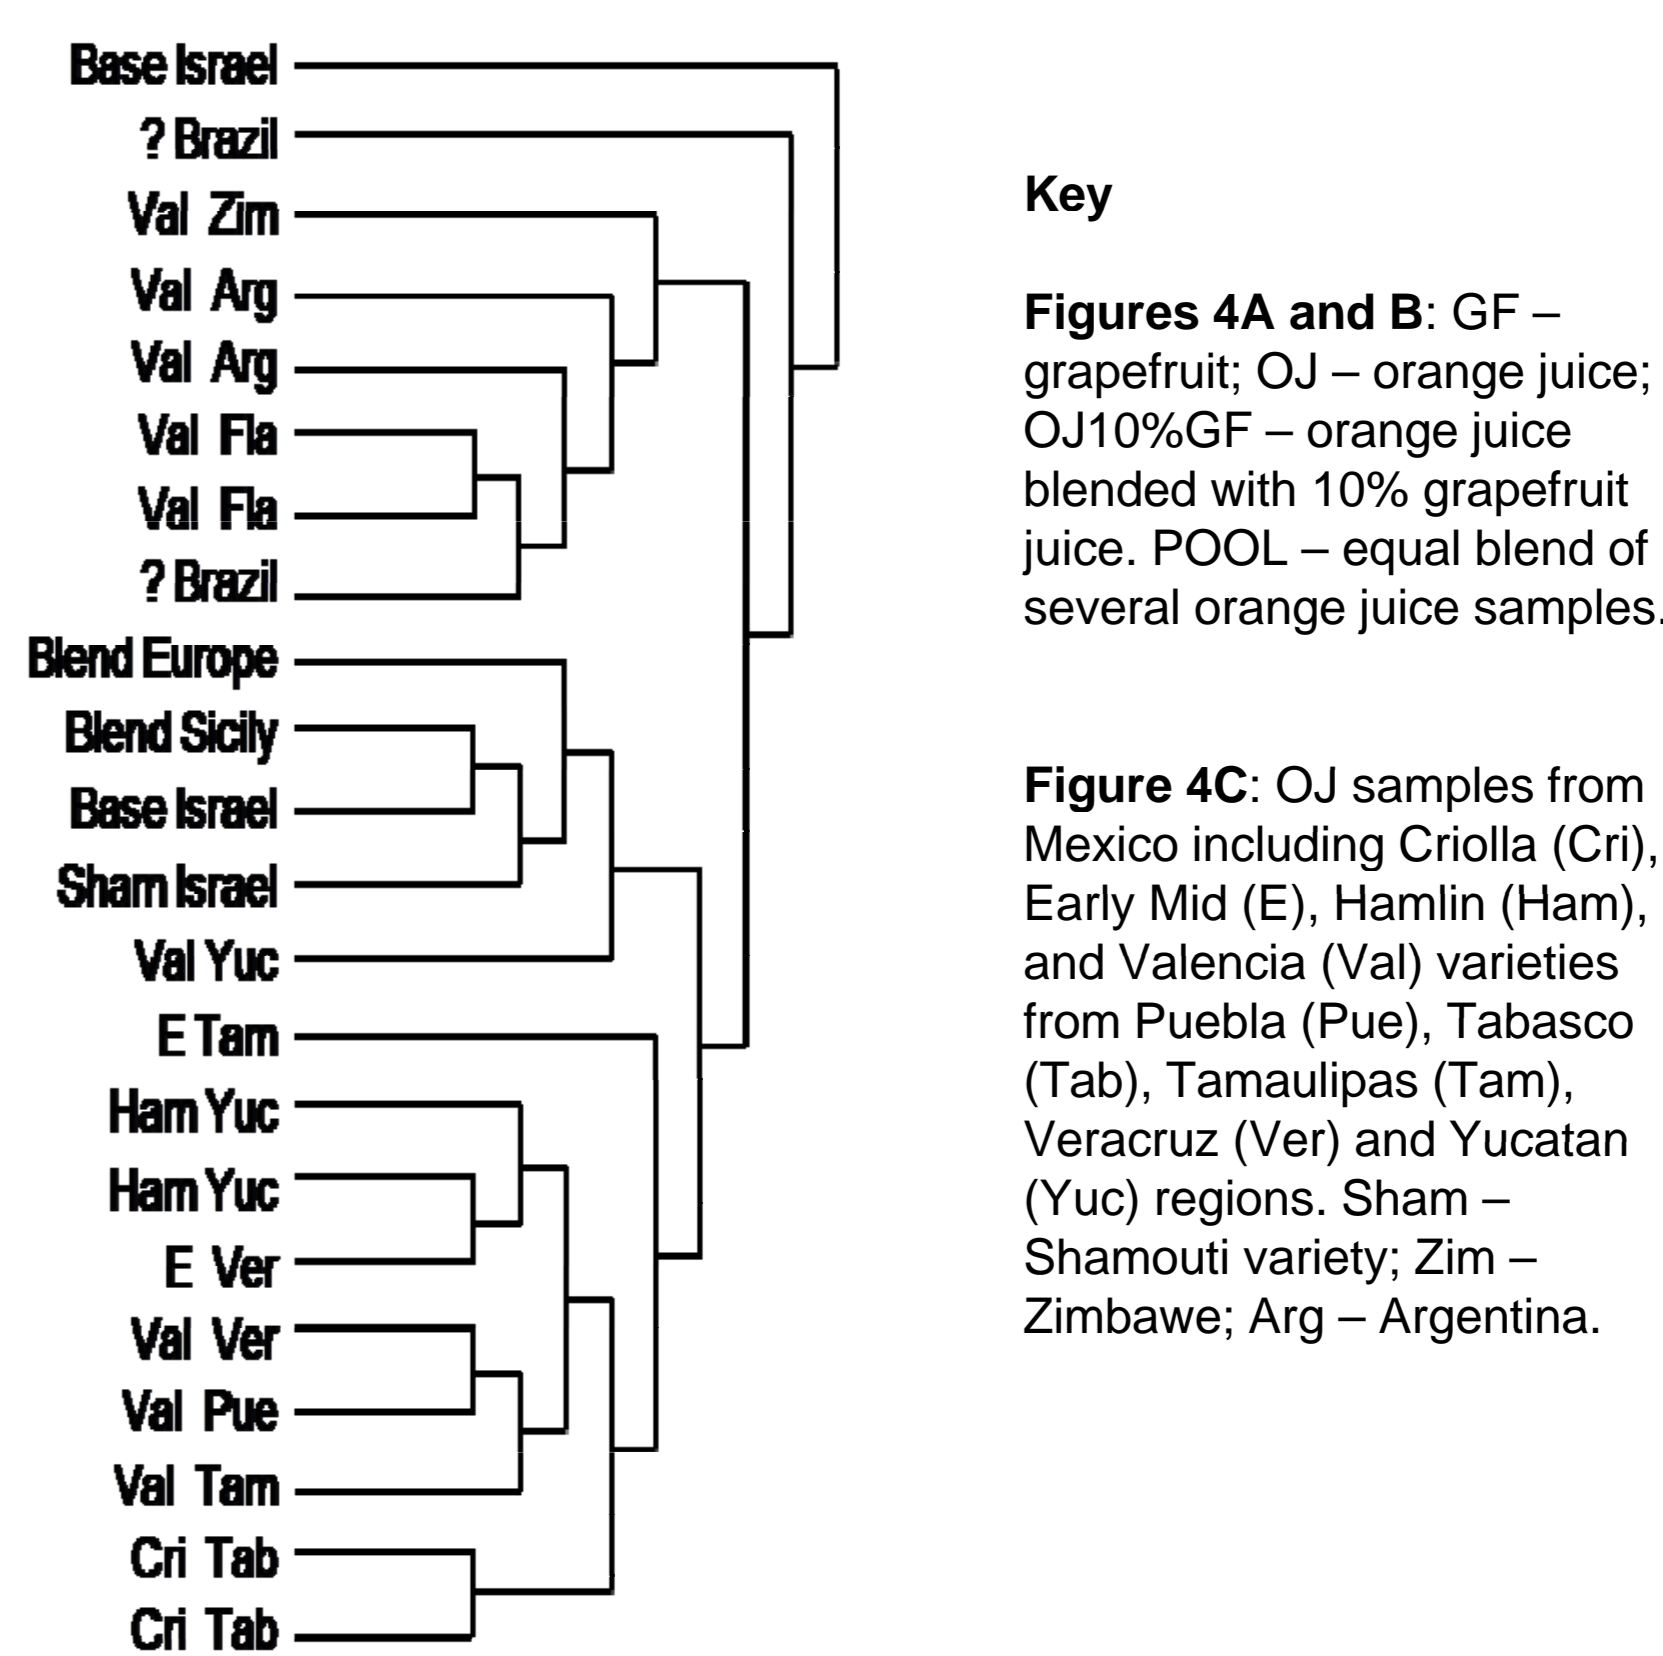 Base Israel
? Brazil
Val Zim
Val Arg
Val Arg
Val Fla
Val Fla
? Brazil
Blend Europe
Blend Sicily
Base Israel
Sham Israel
Val Yuc
E Tam
Ham Yuc
Ham Yuc
E Ver
Val Ver
Val Pue
Val Tam
Cri Tab
Cri Tab
Key
Figures 4A and B: GF –
grapefruit; OJ – orange juice;
OJ10%GF – orange juice
blended with 10% grapefruit
juice. POOL – equal blend of
several orange juice samples.
Figure 4C: OJ samples from
Mexico including Criolla (Cri),
Early Mid (E), Hamlin (Ham),
and Valencia (Val) varieties
from Puebla (Pue), Tabasco
(Tab), Tamaulipas (Tam),
Veracruz (Ver) and Yucatan
(Yuc) regions. Sham –
Shamouti variety; Zim –
Zimbawe; Arg – Argentina.